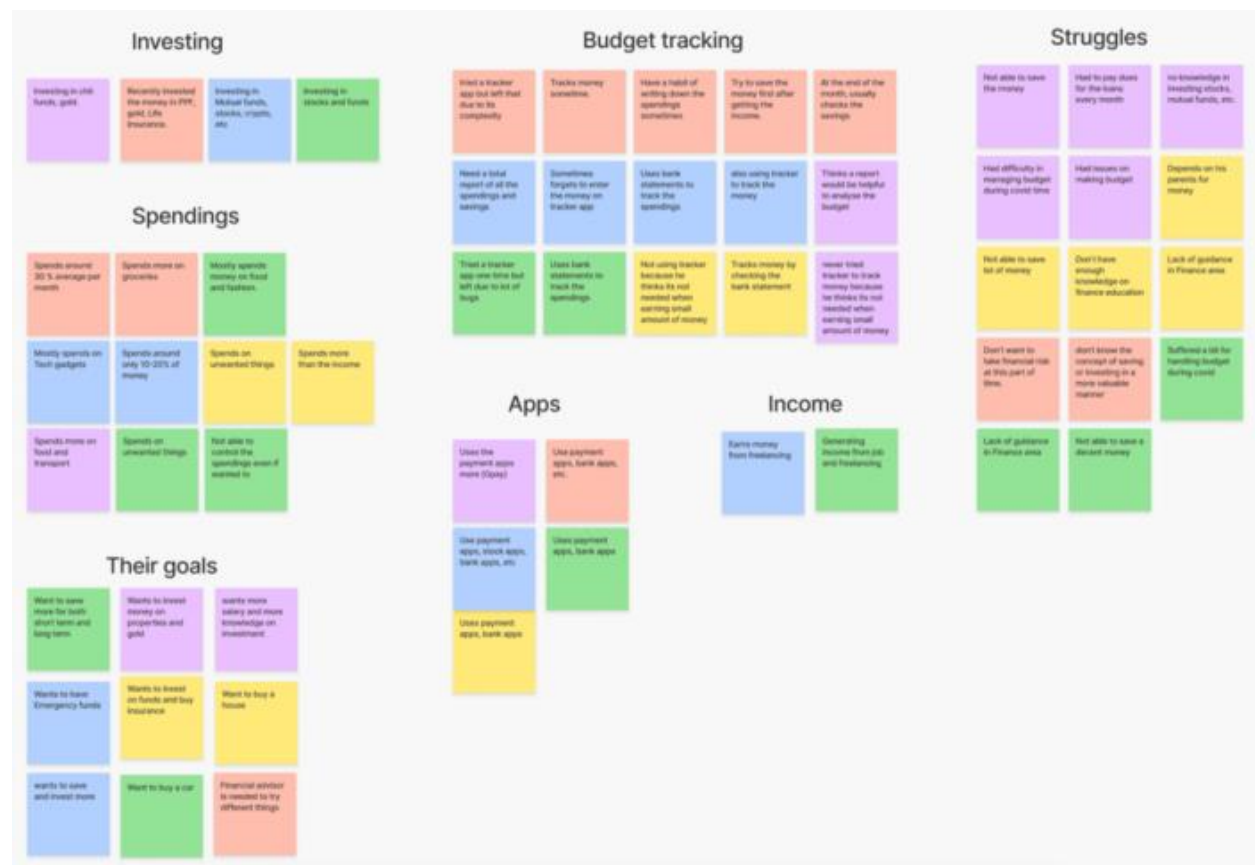 Investing
Investing in chit
funds, gold.
Recently Invested
the money in PPF,
gold, Life
Insurance.
Investing in
Mutual funds,
stocks, crypto,
etc
Investing in
stocks and funds
Spendings
Spends around
30 % average per
month
Spends more on
groceries
Mostly spends
money on food
and fashion.
Mostly spends on
Tech gadgets
Spends around
only 10-20% of
money
Spends on
unwanted things
Spends more
than the income
Spends more on
food and
transport
Spends on
unwanted things
Not able to
control the
spendings even if
wanted to
Their goals
Want to save
more for both
short term and
long term
Wants to Invest
money on
properties and
gold
wants more
salary and more
knowledge on
investment
Wants to have
Emergency funds
Wants to Invest
on funds and buy
insurance
Want to buy a
house
wants to save
and invest more
Want to buy a car
Financial advisor
is needed to try
different things
Budget tracking
tried a tracker
app but left that
due to its
complexity
Tracks money
sometime.
Have a habit of
writing down the
spendings
sometimes
Try to save the
money first after
getting the
income.
At the end of the
month, usually
checks the
savings
Need a total
report of all the
spendings and
savings
Sometimes
forgets to enter
the money on
tracker app
Uses bank
statements to
track the
spendings
also using tracker
to track the
money
Thinks a report
would be helpful
to analyse the
budget
Tried a tracker
app one time but
left due to lot of
bugs
Uses bank
statements to
track the
spendings
Not using tracker
because he
thinks its not
needed when
earning small
amount of money
Tracks money by
checking the
bank statement
never tried
tracker to track
money because
he thinks its not
needed when
earning small
amount of money
Apps
Uses the
payment apps
more (Gpay)
Use payment
apps, bank apps,
etc.
Use payment
apps, stock apps,
bank apps, etc
Uses payment
apps, bank apps
Uses payment
apps, bank apps
Income
Earns money
from freelancing
Generating
income from job
and freelancing
Struggles
Not able to save
the money
Had to pay dues
for the loans
every month
no knowledge in
investing stocks,
mutual funds, etc.
Had difficulty in
managing budget
during covid time
Had issues on
making budget
Depends on his
parents for
money
Not able to save
lot of money
Don't have
enough
knowledge on
finance education
Lack of guidance
in Finance area
Don't want to
take financial risk
at this part of
time.
don't know the
concept of saving
or Investing in a
more valuable
manner
Suffered a lot for
handling budget
during covid
Lack of guidance
in Finance area
Not able to save a
decent money